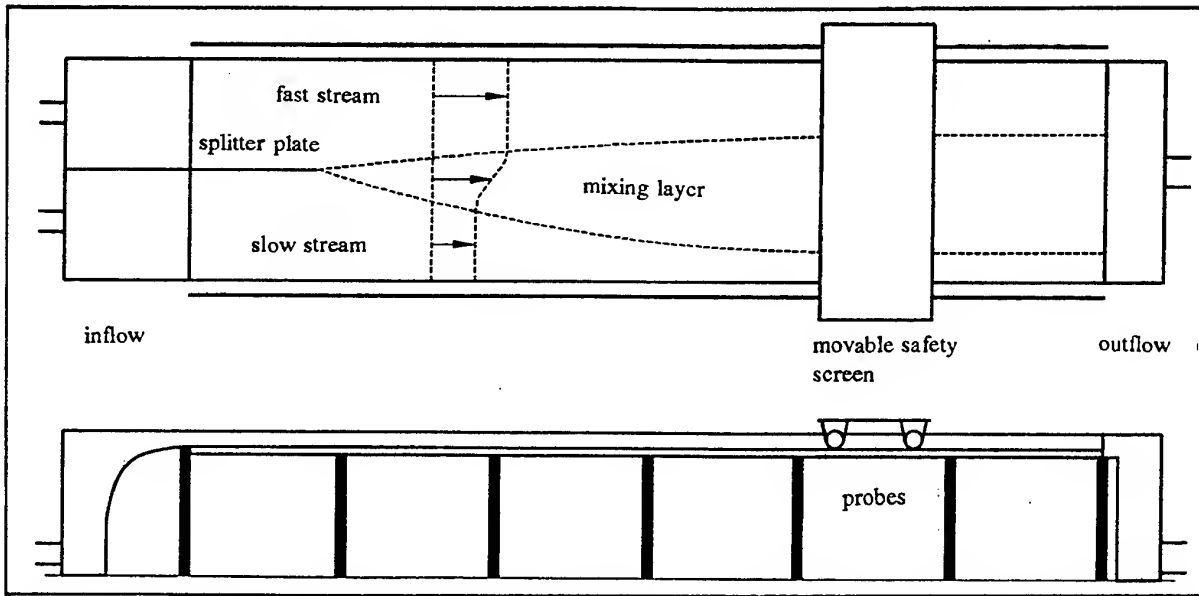 fast stream
splitter plate
mixing layer
slow stream
inflow
movable safety
screen
outflow
probes